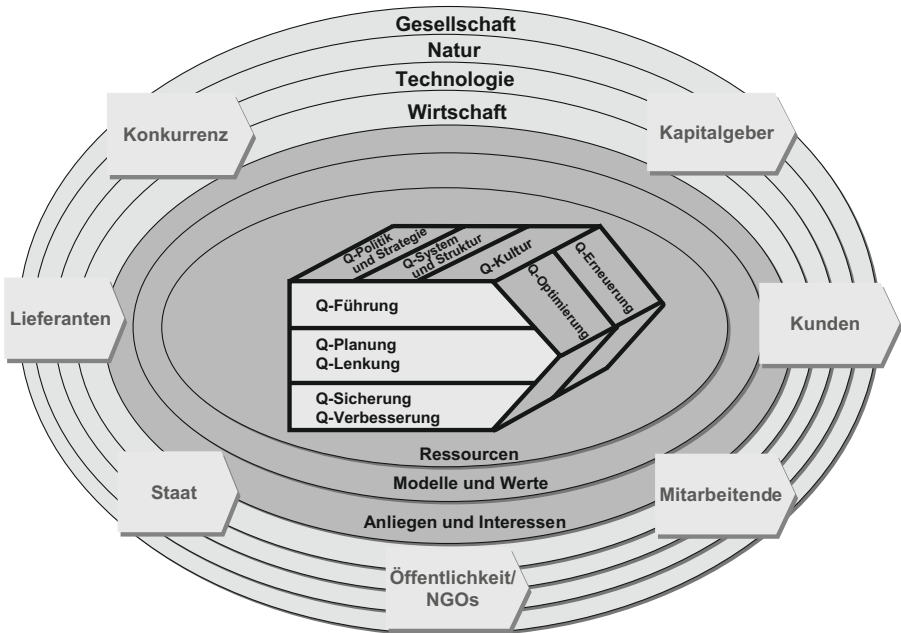 Gesellschaft
Natur
Technologie
Wirtschaft
Konkurrenz
Kapitalgeber
Q-Politik
und Strategie
Q-System
und Struktur
Q-Kultur
Q-Optimierung
Q-Erneuerung
Lieferanten
Q-Führung
Q-Planung
Q-Lenkung
Q-Sicherung
Q-Verbesserung
Kunden
Ressourcen
Modelle und Werte
Anliegen und Interessen
Staat
Mitarbeitende
Öffentlichkeit/
NGOs